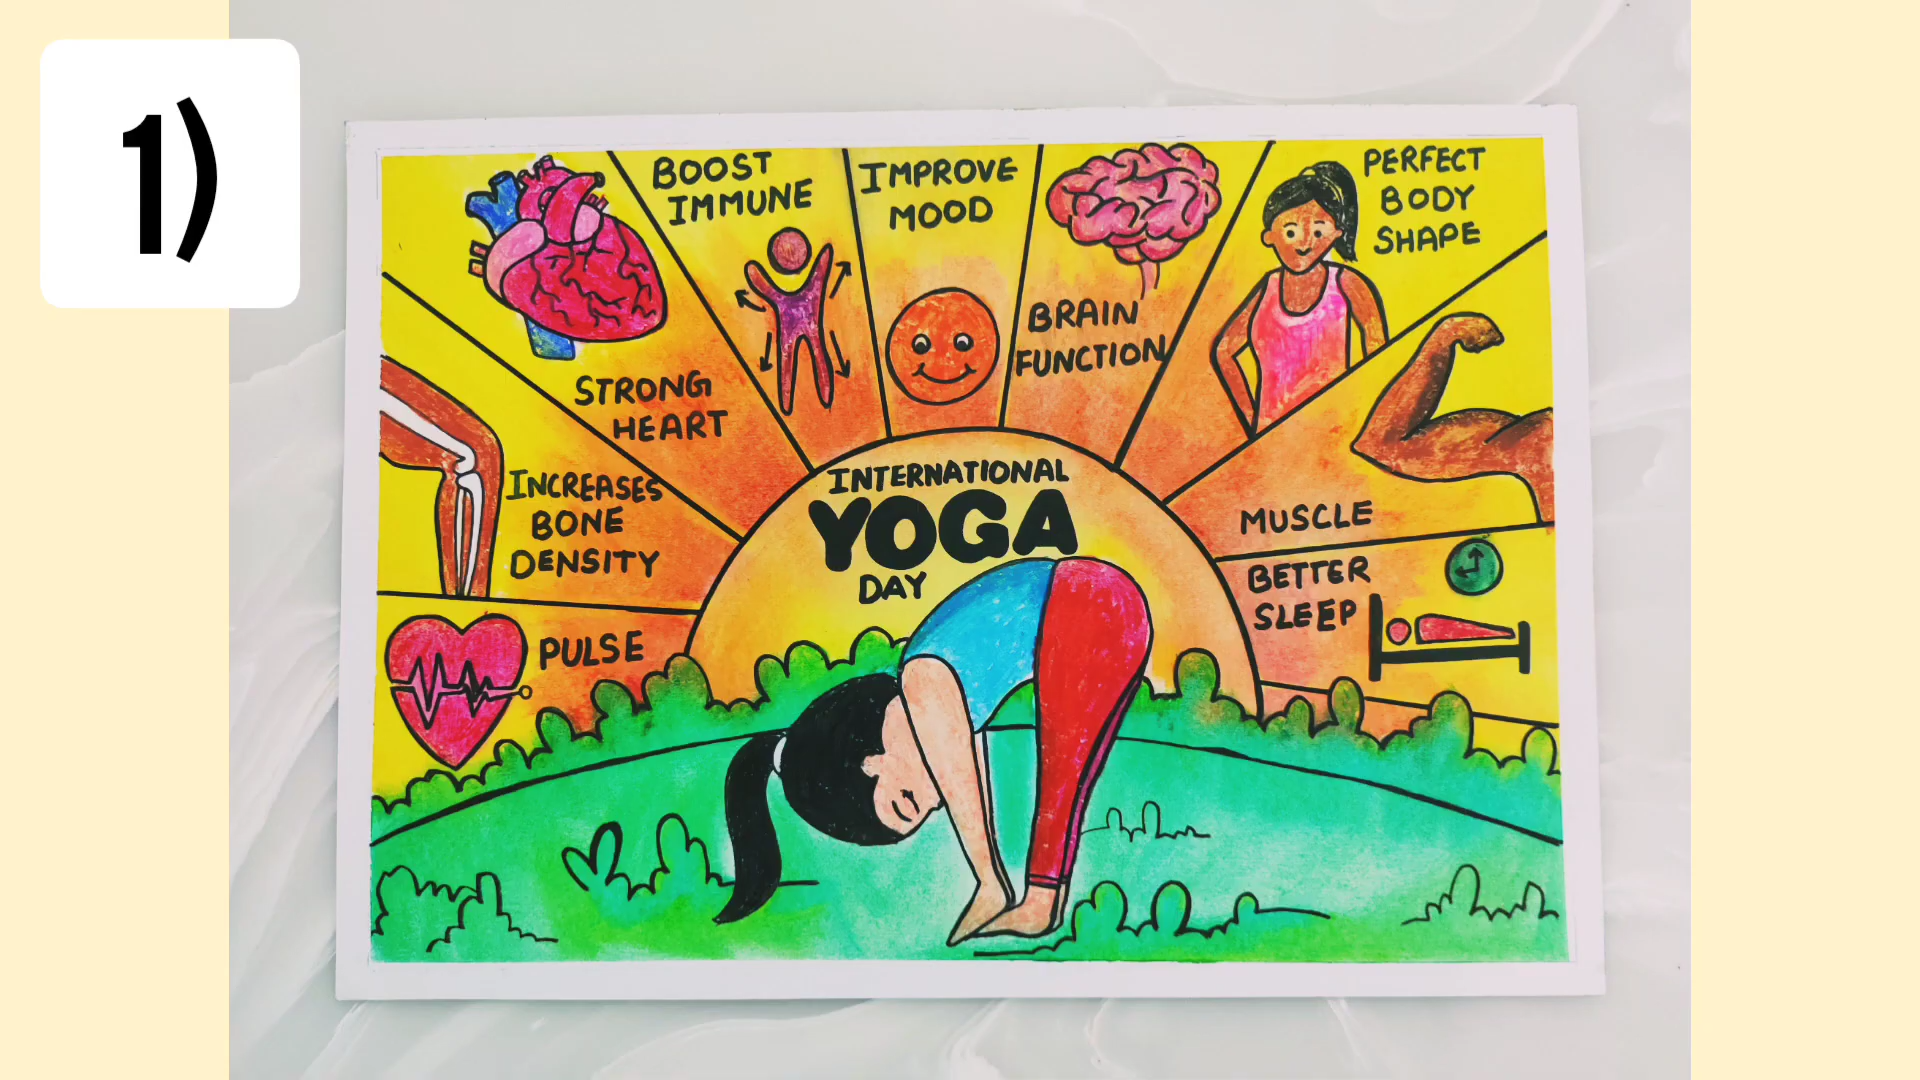 1)
BOOST
IMMUNE
IMPROVE
MOOD
PERFECT
BODY
SHAPE
BRAIN
FUNCTION
STRONG
HEART
INCREASES
BONE
DENSITY
PULSE
INTERNATIONAL
YOGA
DAY
MUSCLE
BETTER
SLEEP